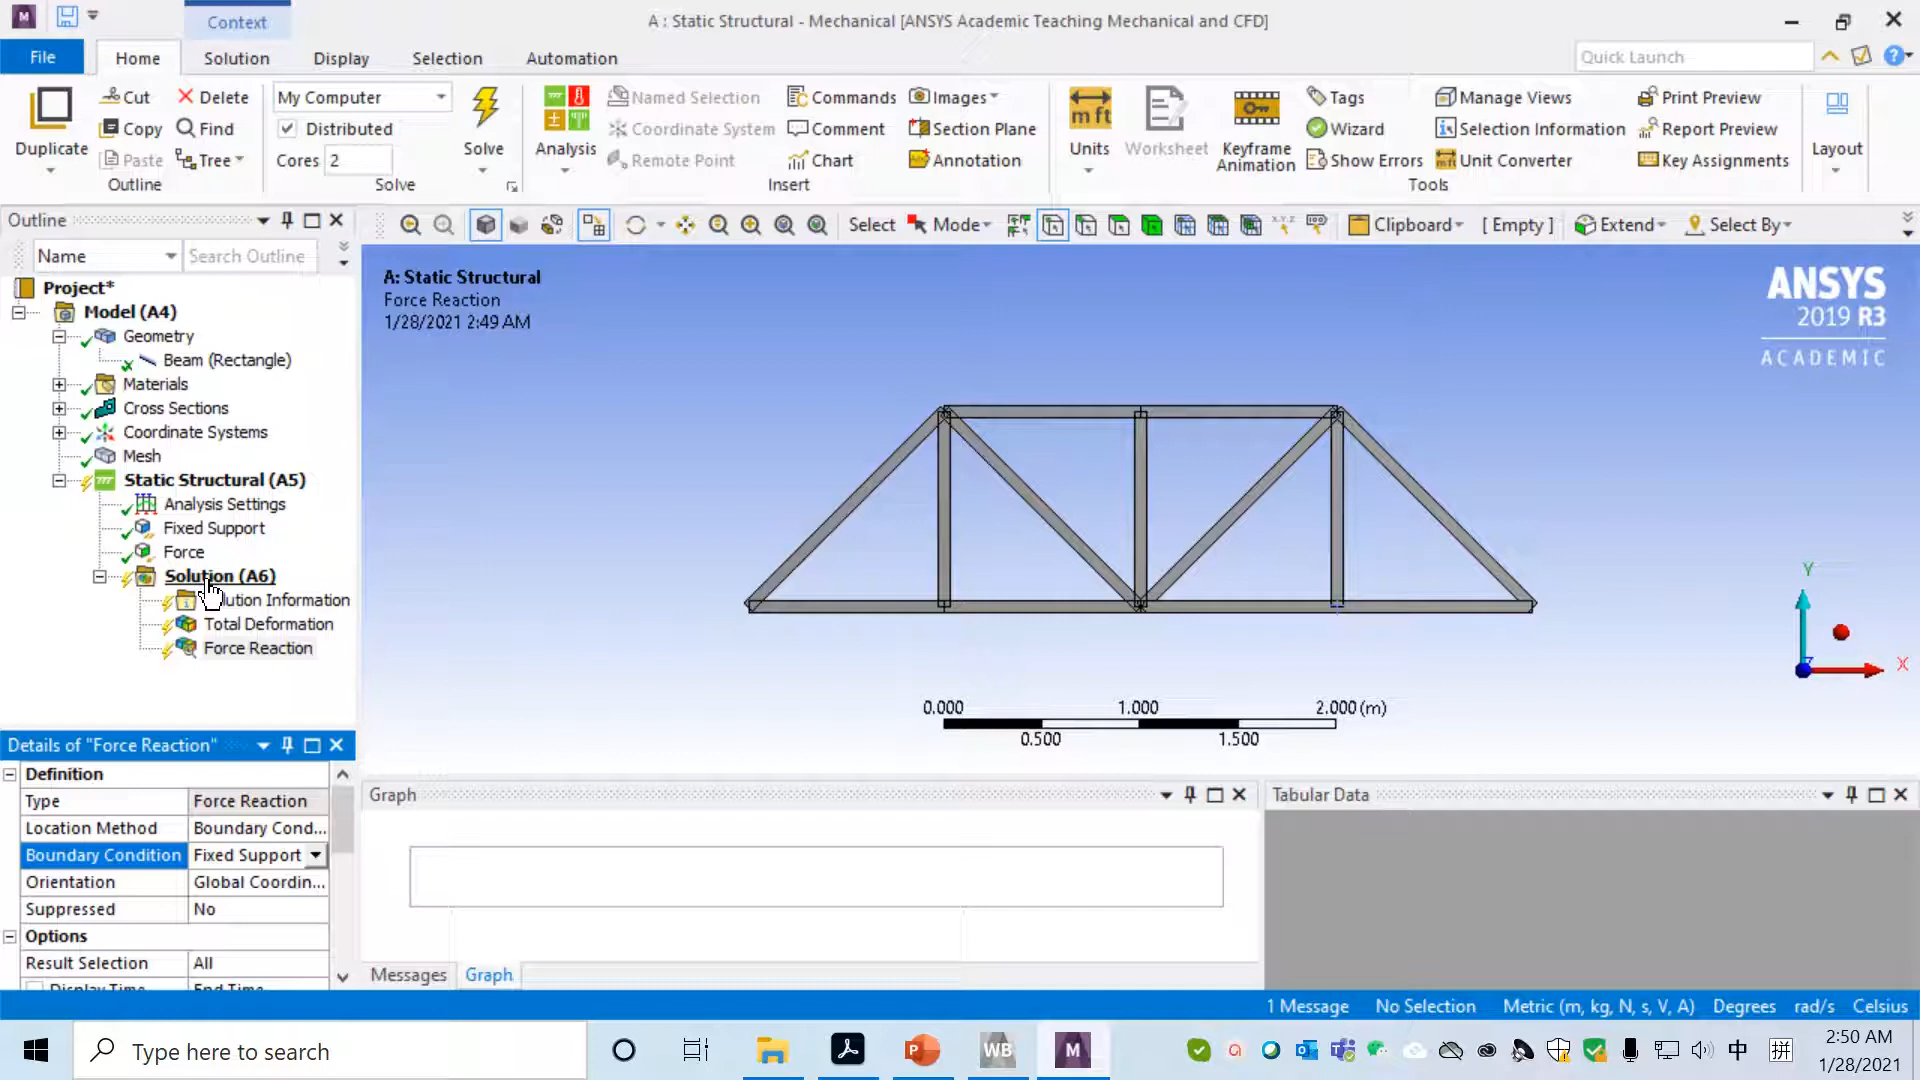 Context
A : Static Structural - Mechanical [ANSYS Academic Teaching Mechanical and CFD]
File
Home
Solution
Display
Selection
Automation
Quick Launch
Duplicate
Cut
Copy
Paste
Delete
Find
Tree
Outline
My Computer
Distributed
Cores 2
Solve
Solve
Analysis
Named Selection
Coordinate System
Remote Point
Commands
Comment
Chart
Images
Section Plane
Annotation
Insert
Units
Worksheet
Keyframe
Animation
Tags
Wizard
Show Errors
Manage Views
Selection Information
Unit Converter
Print Preview
Report Preview
Key Assignments
Tools
Layout
Outline
Name
Search Outline
Select
Mode
Clipboard
[ Empty ]
Extend
Select By
Project*
Model (A4)
Geometry
Beam (Rectangle)
Materials
Cross Sections
Coordinate Systems
Mesh
Static Structural (A5)
Analysis Settings
Fixed Support
Force
Solution (A6)
lution Information
Total Deformation
Force Reaction
A: Static Structural
Force Reaction
1/28/2021 2:49 AM
ANSYS
2019 R3
ACADEMIC
0.000
1.000
2.000 (m)
0.500
1.500
Y
X
Details of "Force Reaction"
Definition
Type Force Reaction
Location Method Boundary Cond...
Boundary Condition Fixed Support
Orientation Global Coordin...
Suppressed No
Options
Result Selection All
Display Time End Time
Graph
Messages
Graph
Tabular Data
1 Message
No Selection
Metric (m, kg, N, s, V, A)
Degrees
rad/s
Celsius
Type here to search
WB
M
中
拼
2:50 AM
1/28/2021